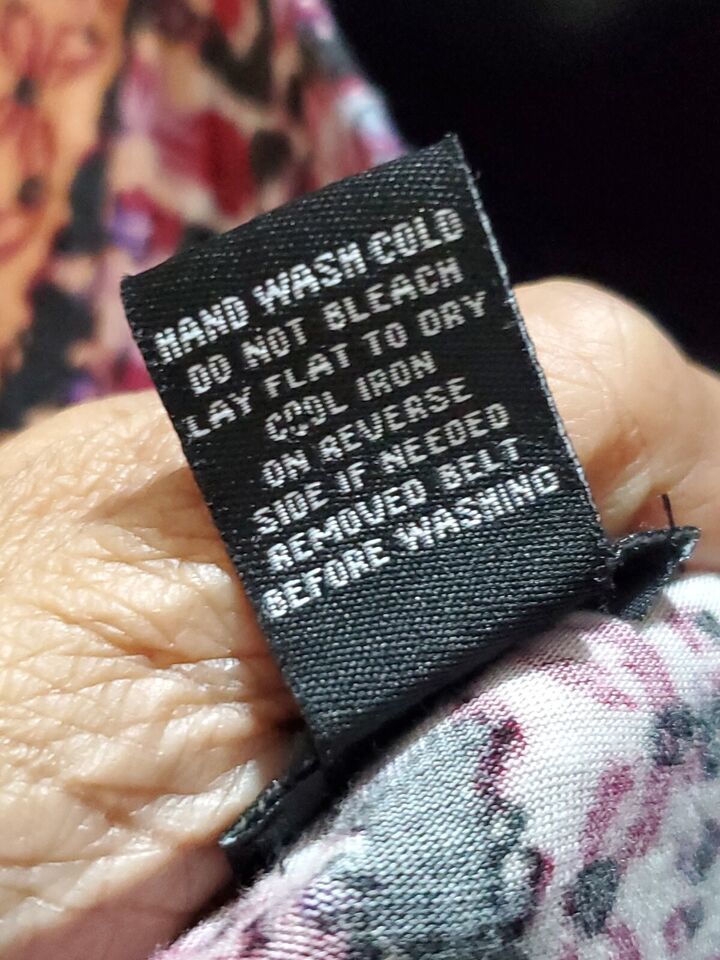 HAND WASH COLD
DO NOT BLEACH
LAY FLAT TO DRY
COOL IRON
ON REVERSE
SIDE IF NEEDED
REMOVED BELT
BEFORE WASHING